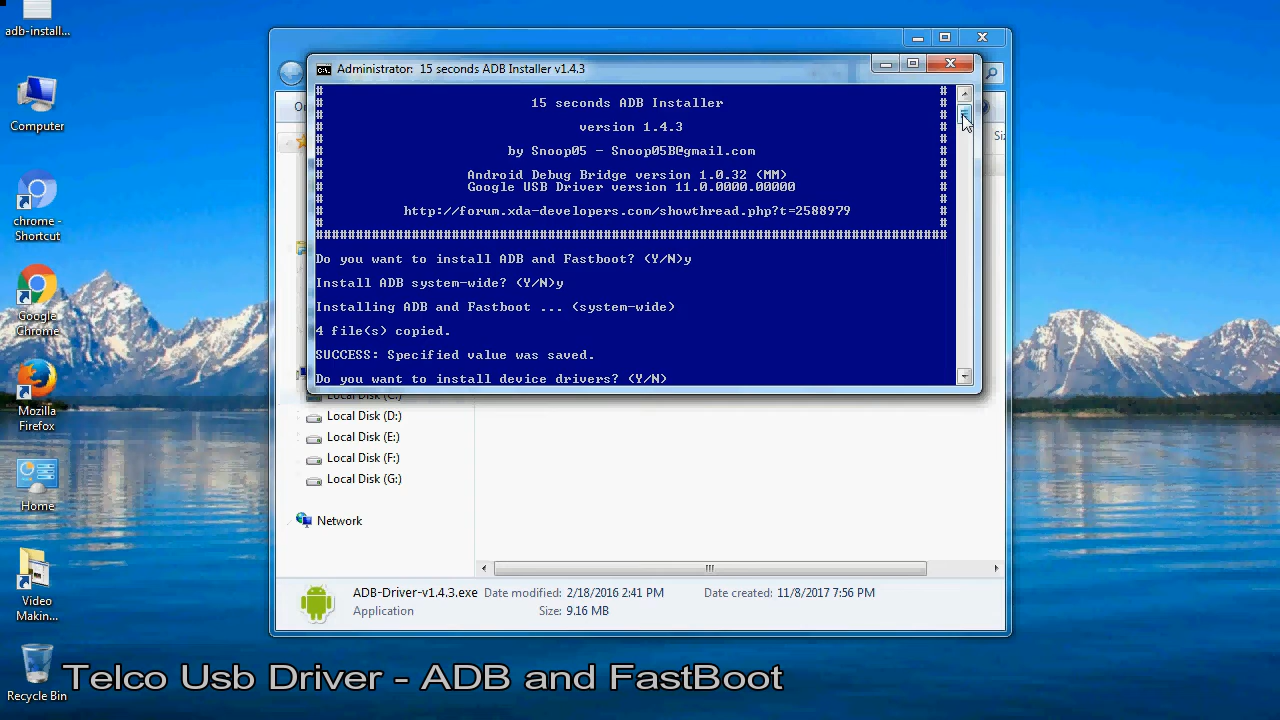 adb-install...
Computer
chrome -
Shortcut
Google
Chrome
Mozilla
Firefox
Home
Video
Makin...
Recycle Bin
Administrator: 15 seconds ADB Installer v1.4.3
15 seconds ADB Installer
version 1.4.3
by Snoop05 - Snoop05B@gmail.com
Android Debug Bridge version 1.0.32 (MM)
Google USB Driver version 11.0.0000.00000
http://forum.xda-developers.com/showthread.php?t=2588979
###############################################################################
Do you want to install ADB and Fastboot? (Y/N)y
Install ADB system-wide? (Y/N)y
Installing ADB and Fastboot ... (system-wide)
4 file(s) copied.
SUCCESS: Specified value was saved.
Do you want to install device drivers? (Y/N)
Local Disk (C:)
Local Disk (D:)
Local Disk (E:)
Local Disk (F:)
Local Disk (G:)
Network
ADB-Driver-v1.4.3.exe Date modified: 2/18/2016 2:41 PM Date created: 11/8/2017 7:56 PM
Application Size: 9.16 MB
Telco Usb Driver - ADB and FastBoot